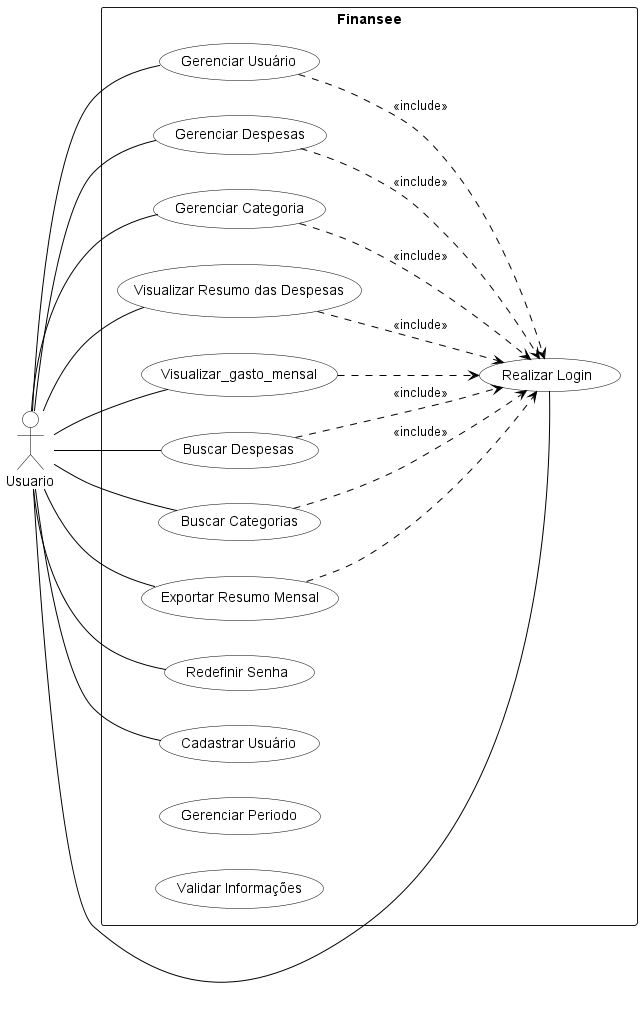 Finansee
Gerenciar Usuário
«include»
Gerenciar Despesas
«include»
Gerenciar Categoria
«include»
Visualizar Resumo das Despesas
«include»
Visualizar_gasto_mensal
Realizar Login
«include»
Buscar Despesas
«include»
Usuario
Buscar Categorias
Exportar Resumo Mensal
Redefinir Senha
Cadastrar Usuário
Gerenciar Periodo
Validar Informações